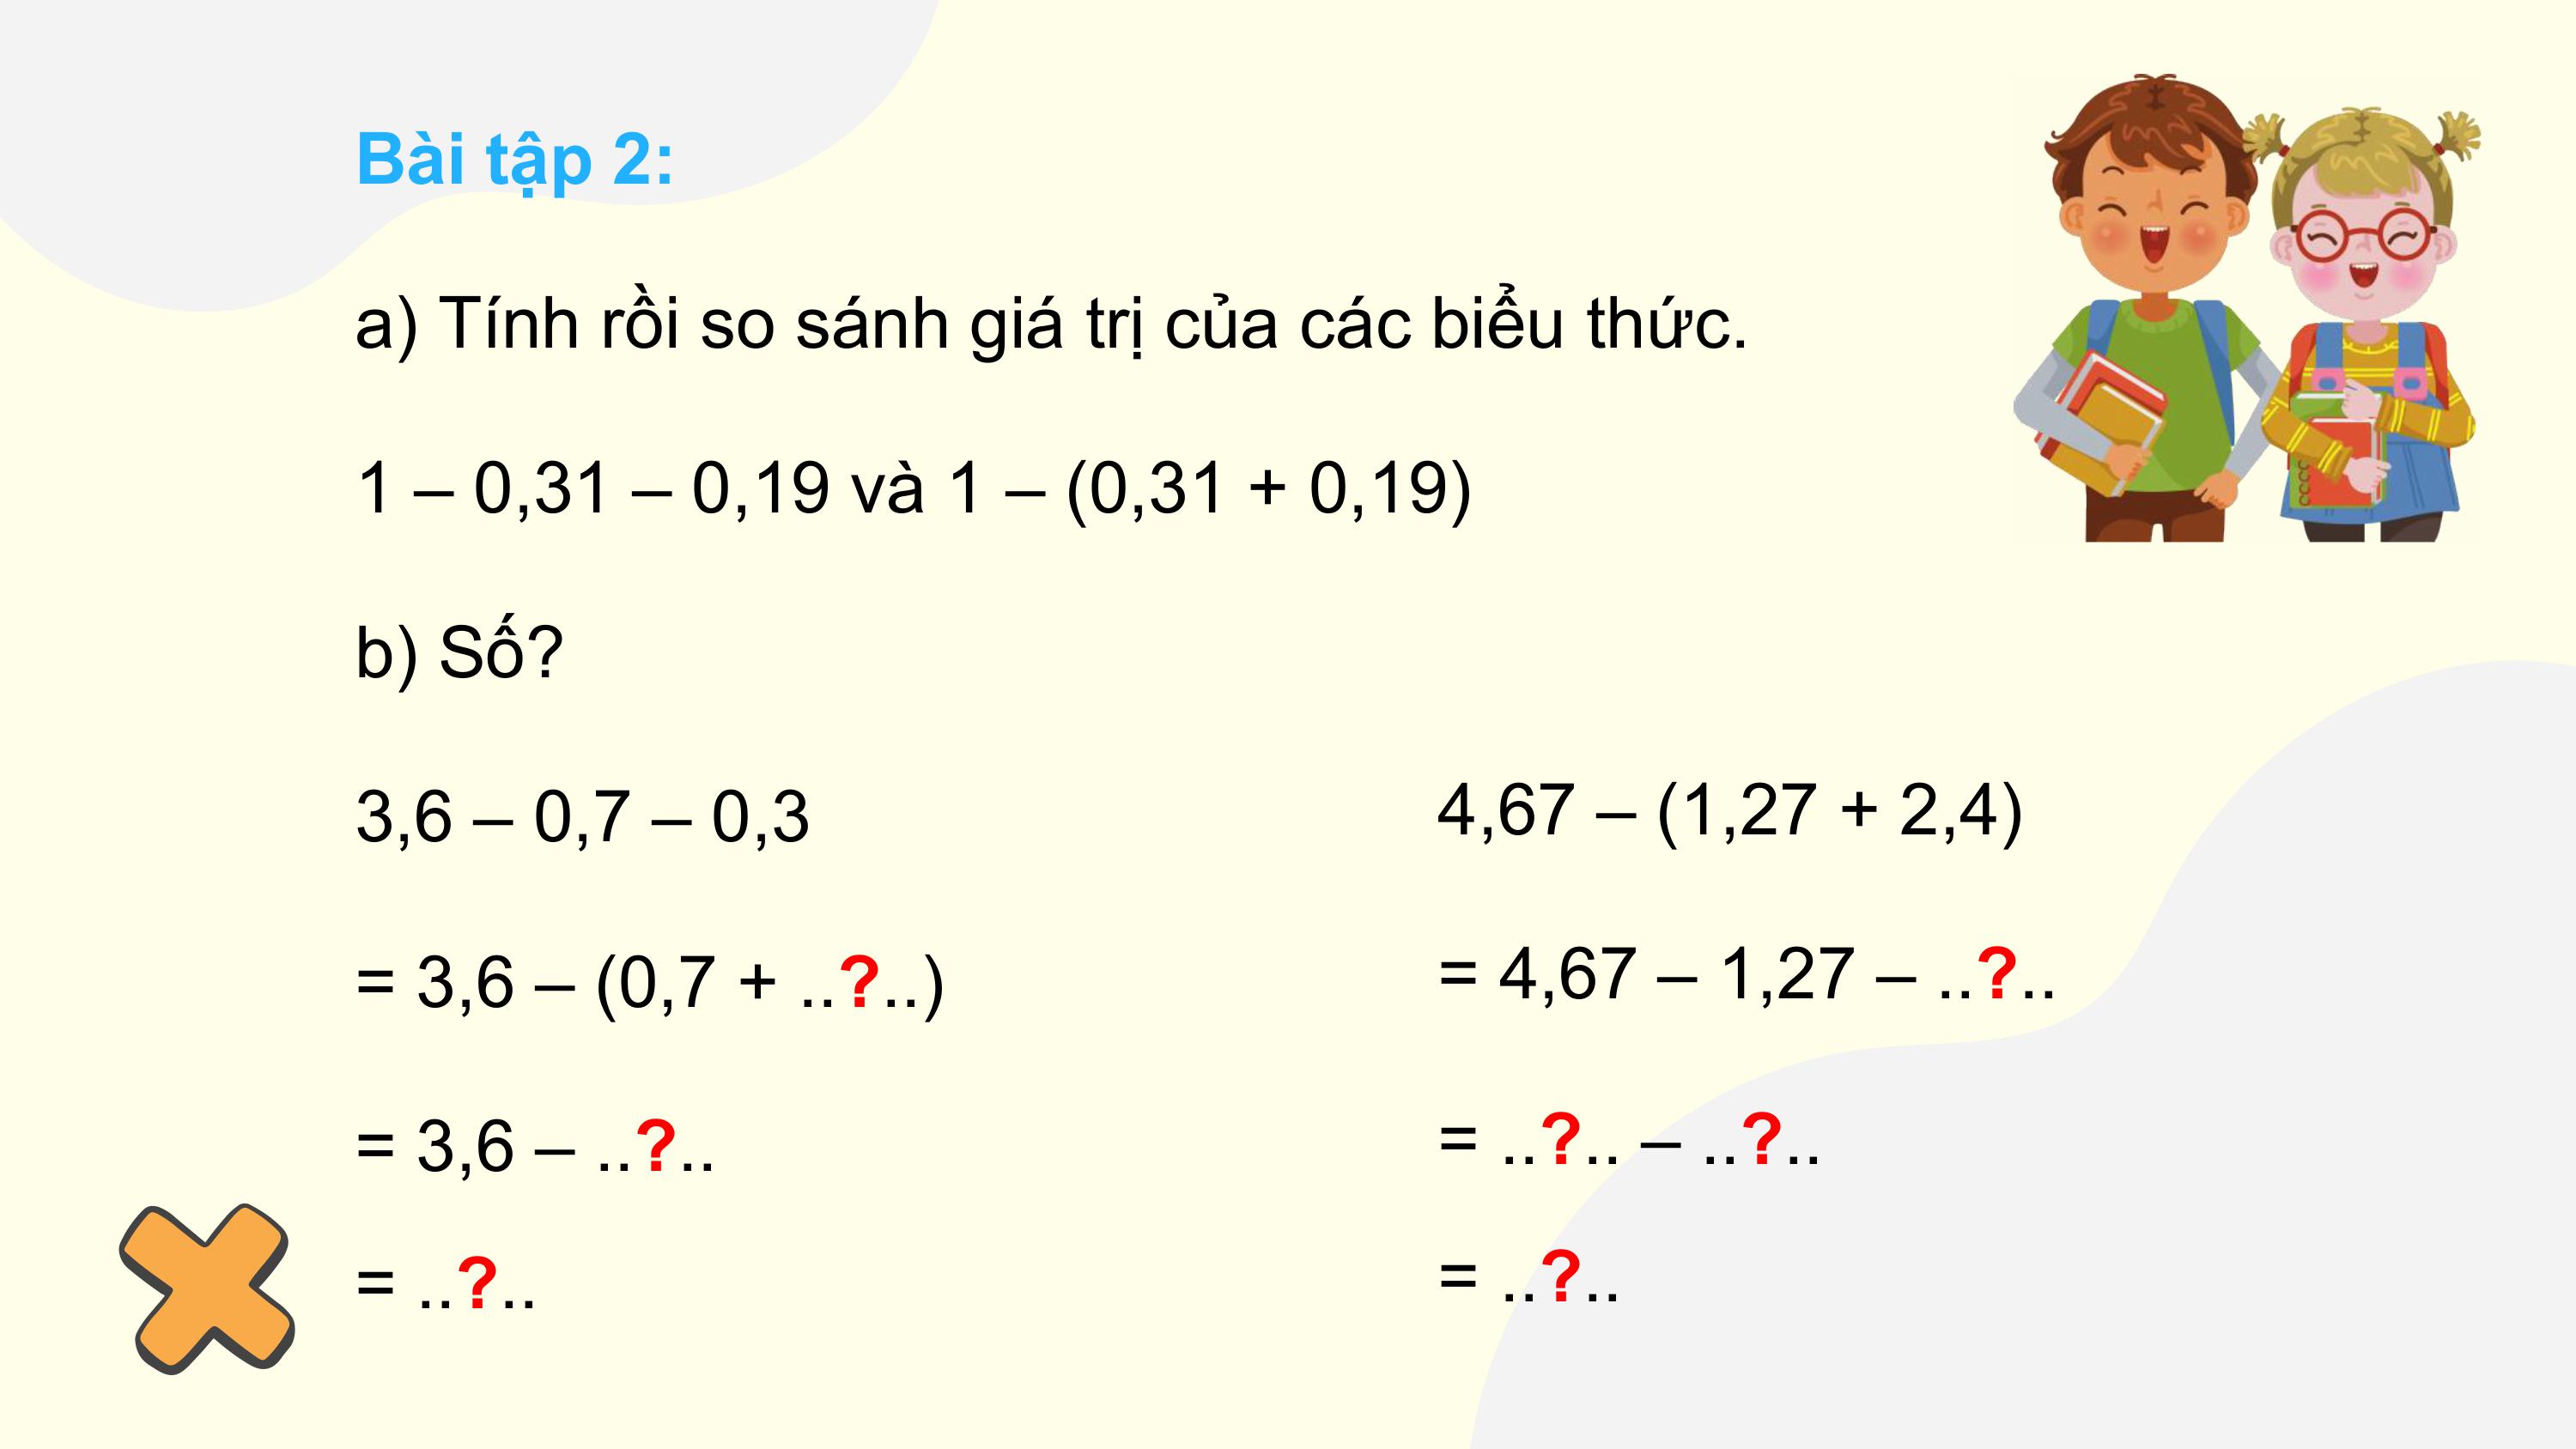 Bài tập 2:
a) Tính rồi so sánh giá trị của các biểu thức.
1 – 0,31 – 0,19 và 1 – (0,31 + 0,19)
b) Số?
3,6 – 0,7 – 0,3
= 3,6 – (0,7 + ..?..)
= 3,6 – ..?..
= ..?..
4,67 – (1,27 + 2,4)
= 4,67 – 1,27 – ..?..
= ..?.. – ..?..
= ..?..